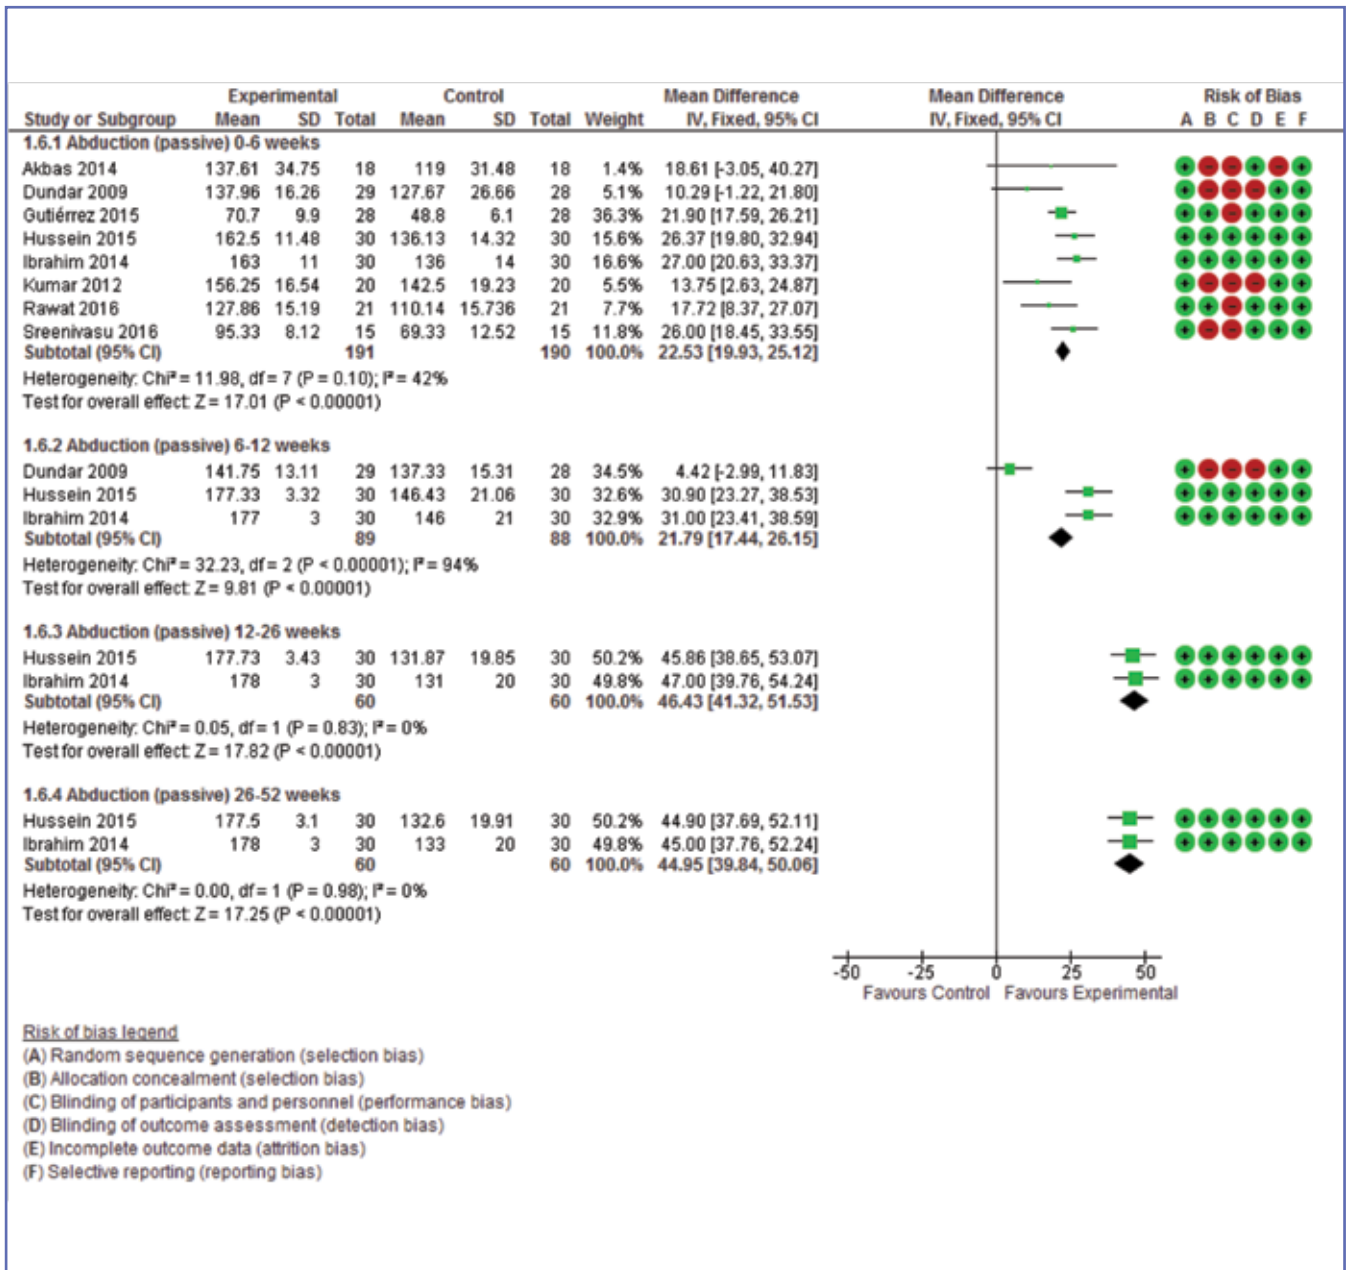 Experimental Control Mean Difference Mean Difference Risk of Bias
Study or Subgroup Mean SD Total Mean SD Total Weight IV, Fixed, 95% CI IV, Fixed, 95% CI A B C D E F
1.6.1 Abduction (passive) 0-6 weeks
Akbas 2014 137.61 34.75 18 119 31.48 18 1.4% 18.61 [-3.05, 40.27] + - - + - +
Dundar 2009 137.96 16.26 29 127.67 26.66 28 5.1% 10.29 [-1.22, 21.80] + - - - + +
Gutiérrez 2015 70.7 9.9 28 48.8 6.1 28 36.3% 21.90 [17.59, 26.21] + + - + + +
Hussein 2015 162.5 11.48 30 136.13 14.32 30 15.6% 26.37 [19.80, 32.94] + + + + + +
Ibrahim 2014 163 11 30 136 14 30 16.6% 27.00 [20.63, 33.37] + + + + + +
Kumar 2012 156.25 16.54 20 142.5 19.23 20 5.5% 13.75 [2.63, 24.87] + - - - + +
Rawat 2016 127.86 15.19 21 110.14 15.736 21 7.7% 17.72 [8.37, 27.07] + + - + + +
Sreenivasu 2016 95.33 8.12 15 69.33 12.52 15 11.8% 26.00 [18.45, 33.55] + - - + + +
Subtotal (95% CI) 191 190 100.0% 22.53 [19.93, 25.12]
Heterogeneity: Chi² = 11.98, df = 7 (P = 0.10); I² = 42%
Test for overall effect: Z = 17.01 (P < 0.00001)
1.6.2 Abduction (passive) 6-12 weeks
Dundar 2009 141.75 13.11 29 137.33 15.31 28 34.5% 4.42 [-2.99, 11.83] + - - - + +
Hussein 2015 177.33 3.32 30 146.43 21.06 30 32.6% 30.90 [23.27, 38.53] + + + + + +
Ibrahim 2014 177 3 30 146 21 30 32.9% 31.00 [23.41, 38.59] + + + + + +
Subtotal (95% CI) 89 88 100.0% 21.79 [17.44, 26.15]
Heterogeneity: Chi² = 32.23, df = 2 (P < 0.00001); I² = 94%
Test for overall effect: Z = 9.81 (P < 0.00001)
1.6.3 Abduction (passive) 12-26 weeks
Hussein 2015 177.73 3.43 30 131.87 19.85 30 50.2% 45.86 [38.65, 53.07] + + + + + +
Ibrahim 2014 178 3 30 131 20 30 49.8% 47.00 [39.76, 54.24] + + + + + +
Subtotal (95% CI) 60 60 100.0% 46.43 [41.32, 51.53]
Heterogeneity: Chi² = 0.05, df = 1 (P = 0.83); I² = 0%
Test for overall effect: Z = 17.82 (P < 0.00001)
1.6.4 Abduction (passive) 26-52 weeks
Hussein 2015 177.5 3.1 30 132.6 19.91 30 50.2% 44.90 [37.69, 52.11] + + + + + +
Ibrahim 2014 178 3 30 133 20 30 49.8% 45.00 [37.76, 52.24] + + + + + +
Subtotal (95% CI) 60 60 100.0% 44.95 [39.84, 50.06]
Heterogeneity: Chi² = 0.00, df = 1 (P = 0.98); I² = 0%
Test for overall effect: Z = 17.25 (P < 0.00001)
-50 -25 0 25 50
Favours Control Favours Experimental
Risk of bias legend
(A) Random sequence generation (selection bias)
(B) Allocation concealment (selection bias)
(C) Blinding of participants and personnel (performance bias)
(D) Blinding of outcome assessment (detection bias)
(E) Incomplete outcome data (attrition bias)
(F) Selective reporting (reporting bias)